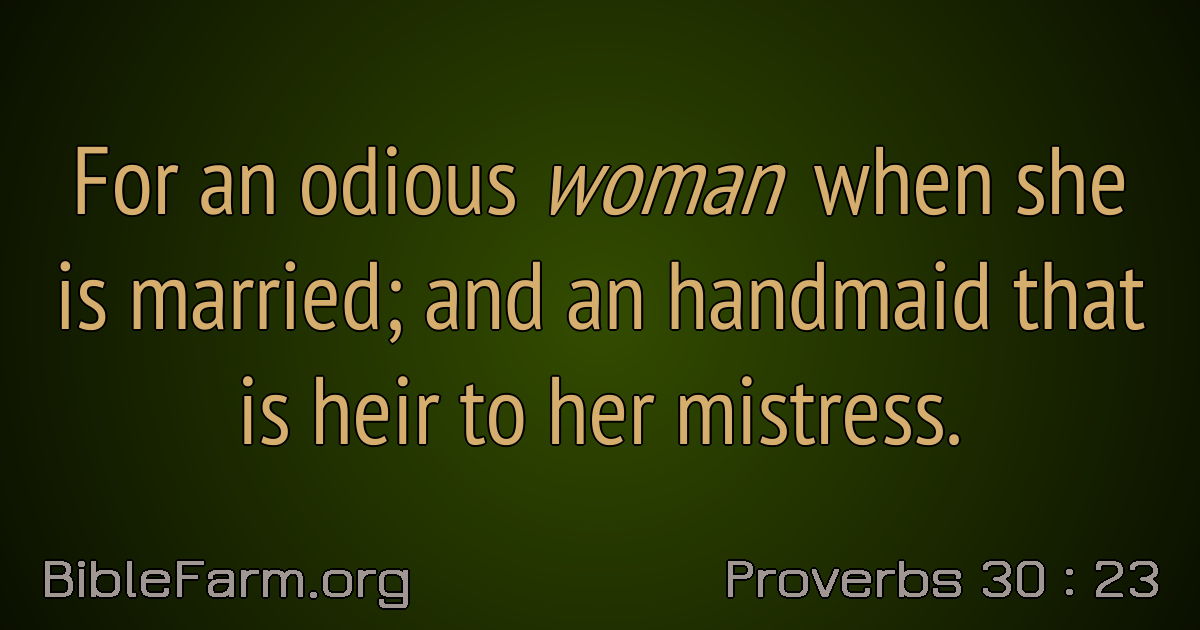 For an odious woman when she
is married; and an handmaid that
is heir to her mistress.
BibleFarm.org
Proverbs 30 : 23